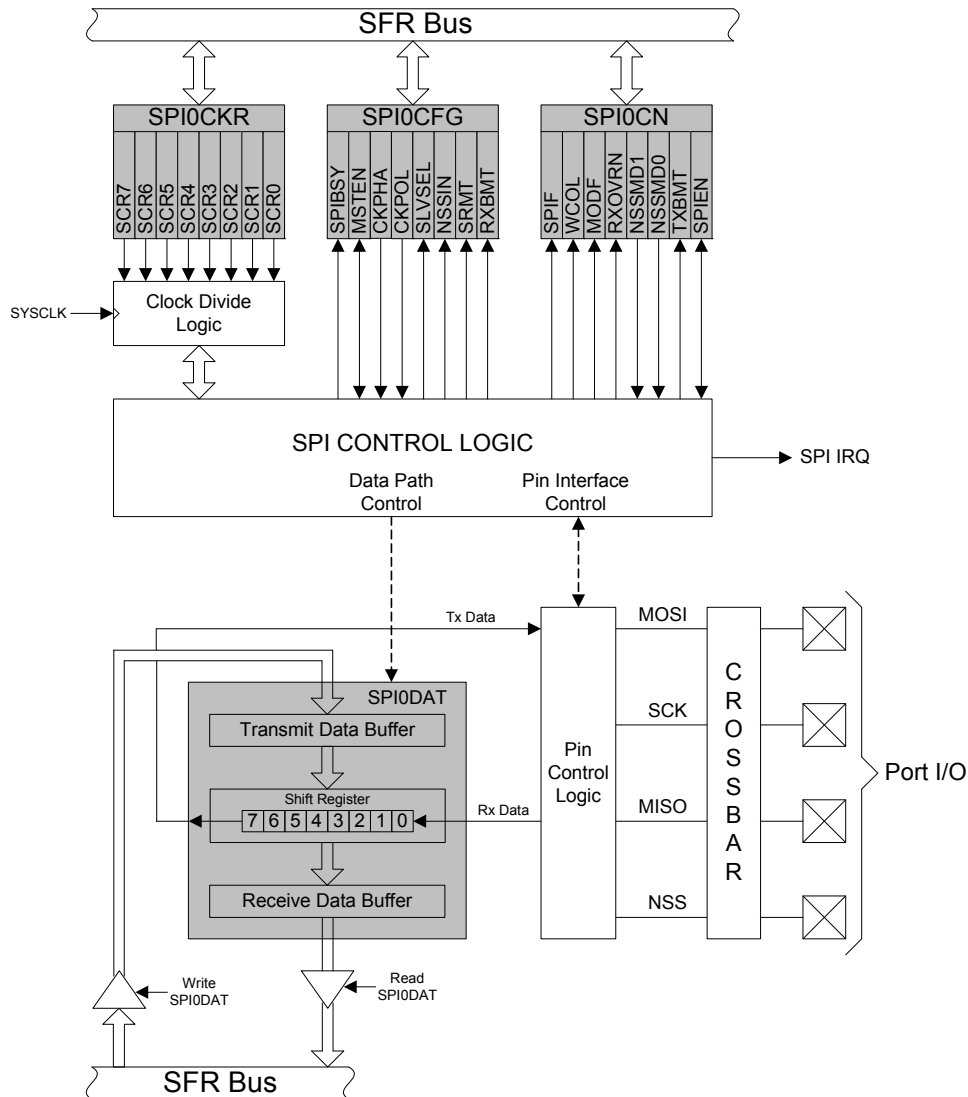 SFR Bus
SPI0CKR
SPI0CFG
SPI0CN
SCR7
SCR6
SCR5
SCR4
SCR3
SCR2
SCR1
SCR0
SPIBSY
MSTEN
CKPHA
CKPOL
SLVSEL
NSSIN
SRMT
RXBMT
SPIF
WCOL
MODF
RXOVRN
NSSMD1
NSSMD0
TXBMT
SPIEN
SYSCLK
Clock Divide
Logic
SPI CONTROL LOGIC
Data Path
Control
Pin Interface
Control
SPI IRQ
Tx Data
SPI0DAT
Transmit Data Buffer
Shift Register
7 6 5 4 3 2 1 0
Receive Data Buffer
Rx Data
Pin
Control
Logic
MOSI
SCK
MISO
NSS
CROSSBAR
Port I/O
Write
SPI0DAT
Read
SPI0DAT
SFR Bus